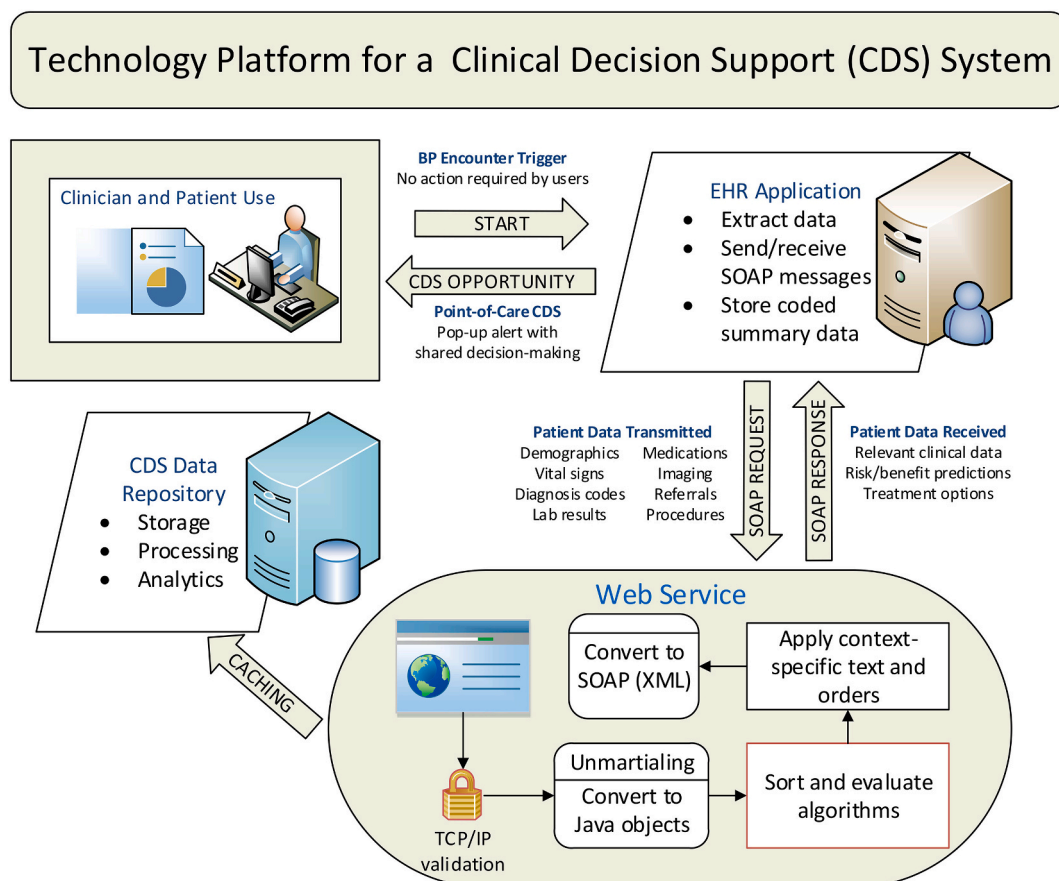 Technology Platform for a Clinical Decision Support (CDS) System
Clinician and Patient Use
BP Encounter Trigger
No action required by users
START
CDS OPPORTUNITY
Point-of-Care CDS
Pop-up alert with
shared decision-making
EHR Application
• Extract data
• Send/receive
SOAP messages
• Store coded
summary data
Patient Data Transmitted
Demographics Medications
Vital signs Imaging
Diagnosis codes Referrals
Lab results Procedures
SOAP REQUEST
SOAP RESPONSE
Patient Data Received
Relevant clinical data
Risk/benefit predictions
Treatment options
CDS Data
Repository
• Storage
• Processing
• Analytics
CACHING
Web Service
Convert to
SOAP (XML)
Apply context-
specific text and
orders
TCP/IP
validation
Unmartialing
Convert to
Java objects
Sort and evaluate
algorithms